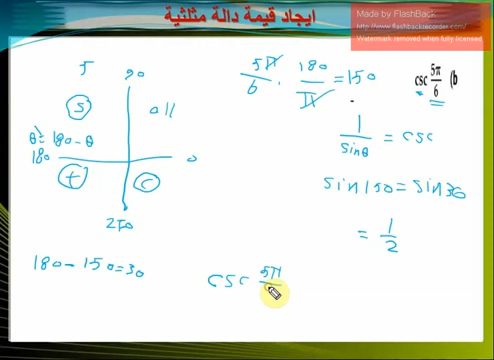 ايجاد قيمة دالة مثلثية
Made by FlashBack
Watermark removed when fully licensed
csc 5π/6 (b
5π/6 · 180/π = 150
1/sinθ = csc
sin 150 = sin 30
= 1/2
90
S
all
θ' = 180 - θ
180
0
+
C
270
180 - 150 = 30
csc 5π